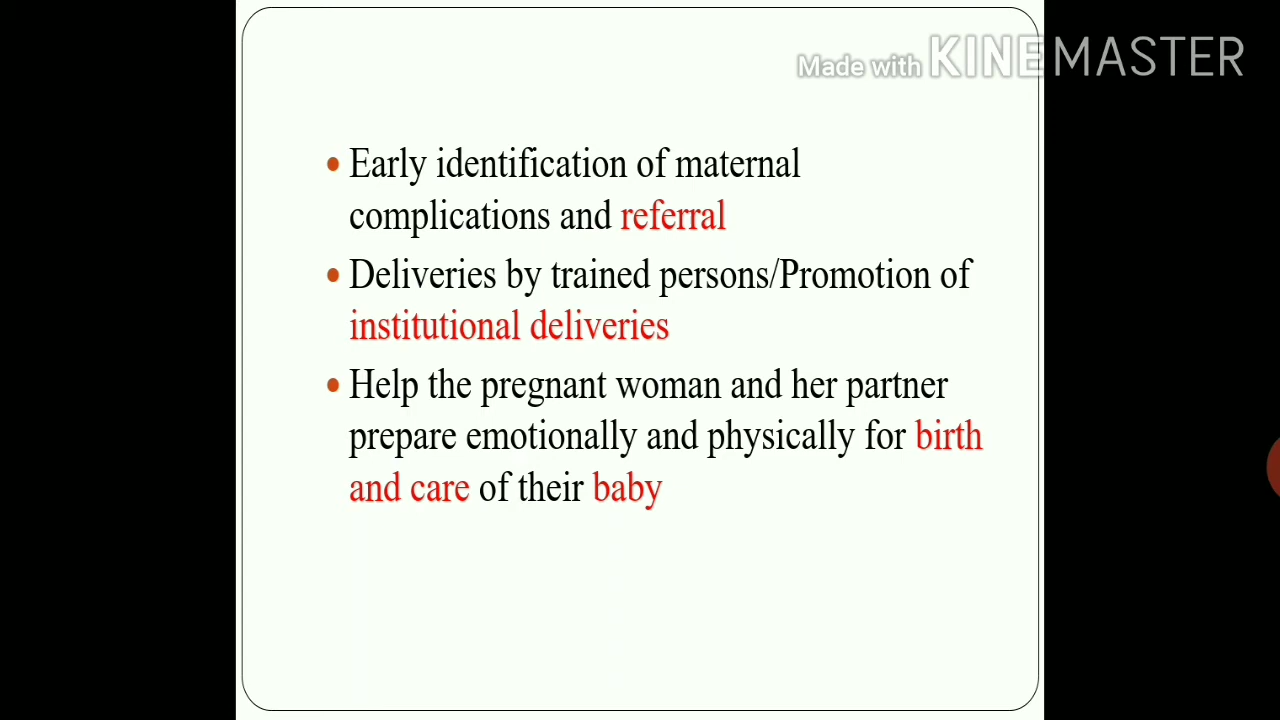 Made with KINEMASTER
• Early identification of maternal
complications and referral
• Deliveries by trained persons/Promotion of
institutional deliveries
• Help the pregnant woman and her partner
prepare emotionally and physically for birth
and care of their baby